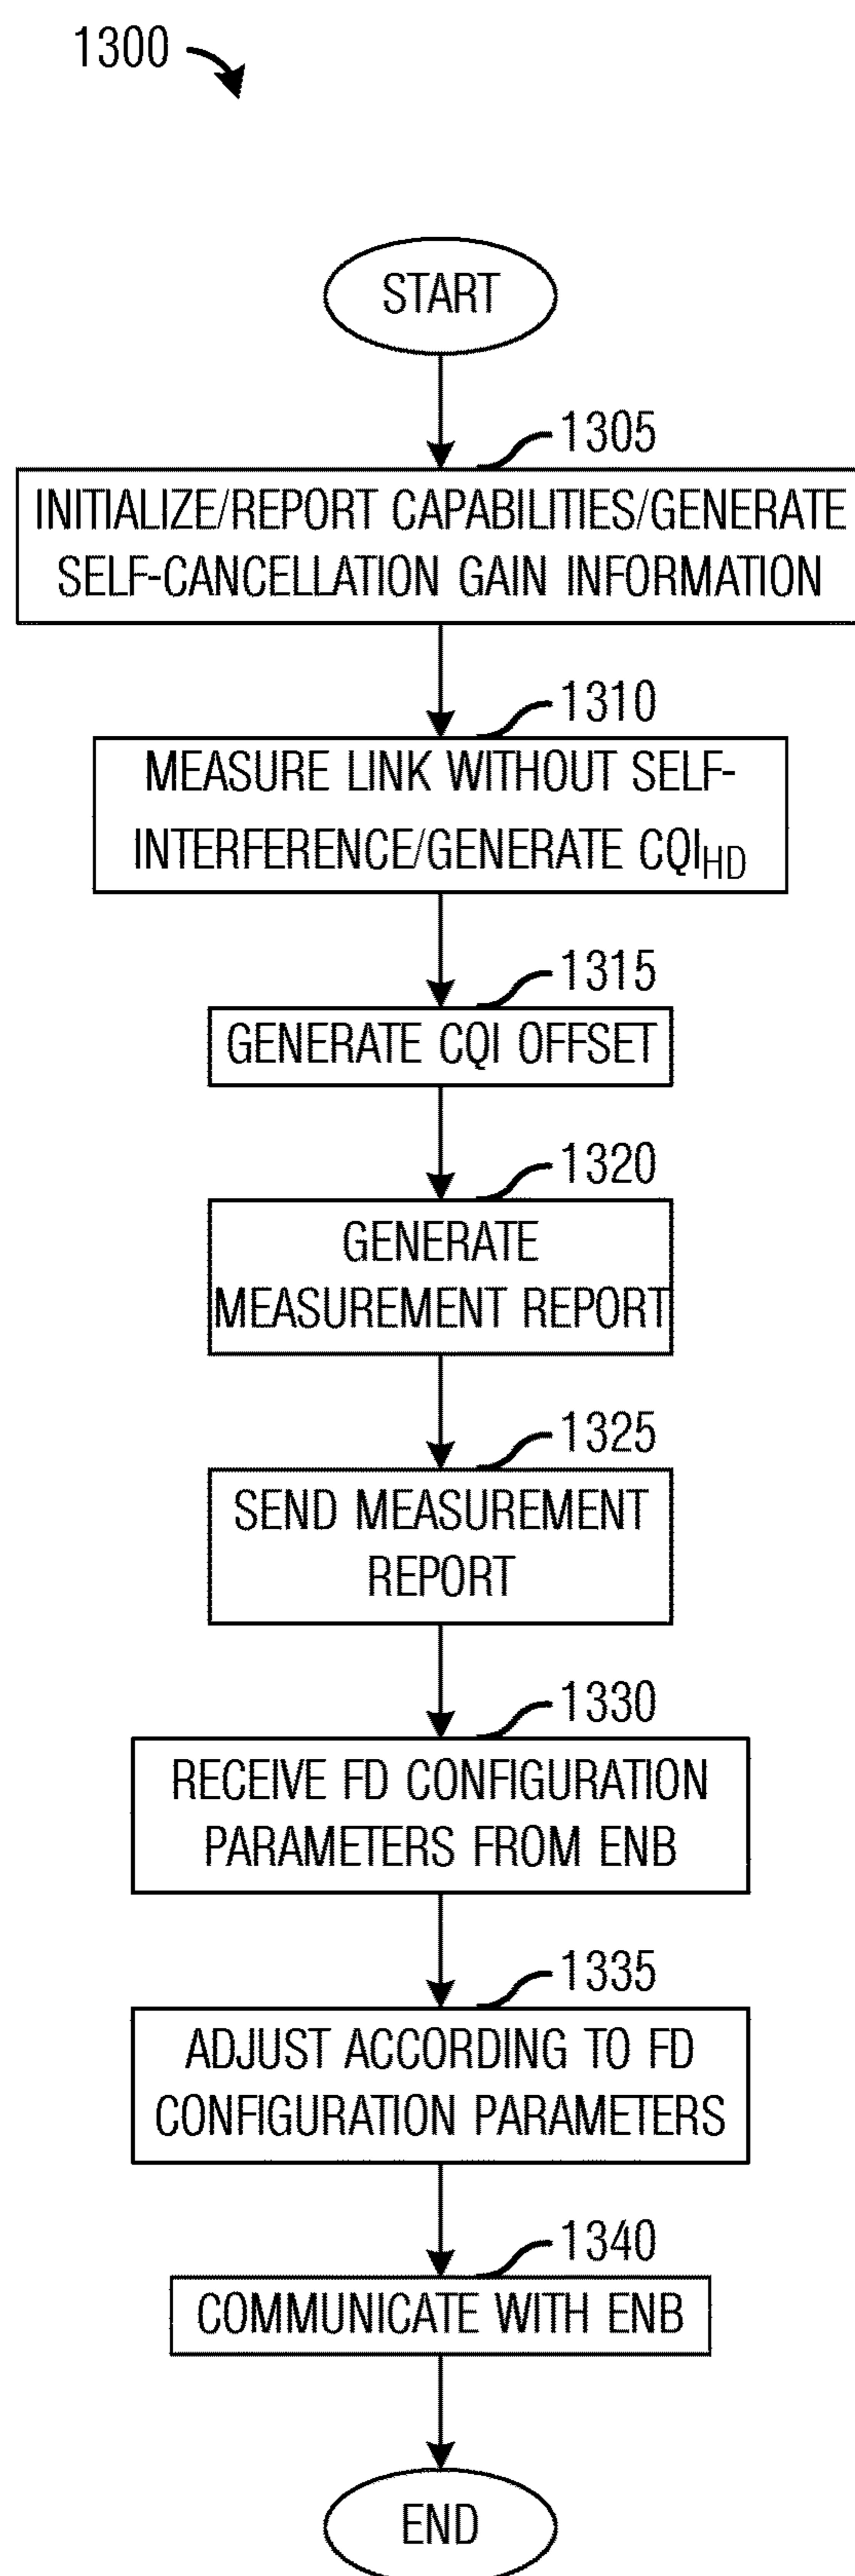 1300
START
1305
INITIALIZE/REPORT CAPABILITIES/GENERATE
SELF-CANCELLATION GAIN INFORMATION
1310
MEASURE LINK WITHOUT SELF-
INTERFERENCE/GENERATE CQIHD
1315
GENERATE CQI OFFSET
1320
GENERATE
MEASUREMENT REPORT
1325
SEND MEASUREMENT
REPORT
1330
RECEIVE FD CONFIGURATION
PARAMETERS FROM ENB
1335
ADJUST ACCORDING TO FD
CONFIGURATION PARAMETERS
1340
COMMUNICATE WITH ENB
END